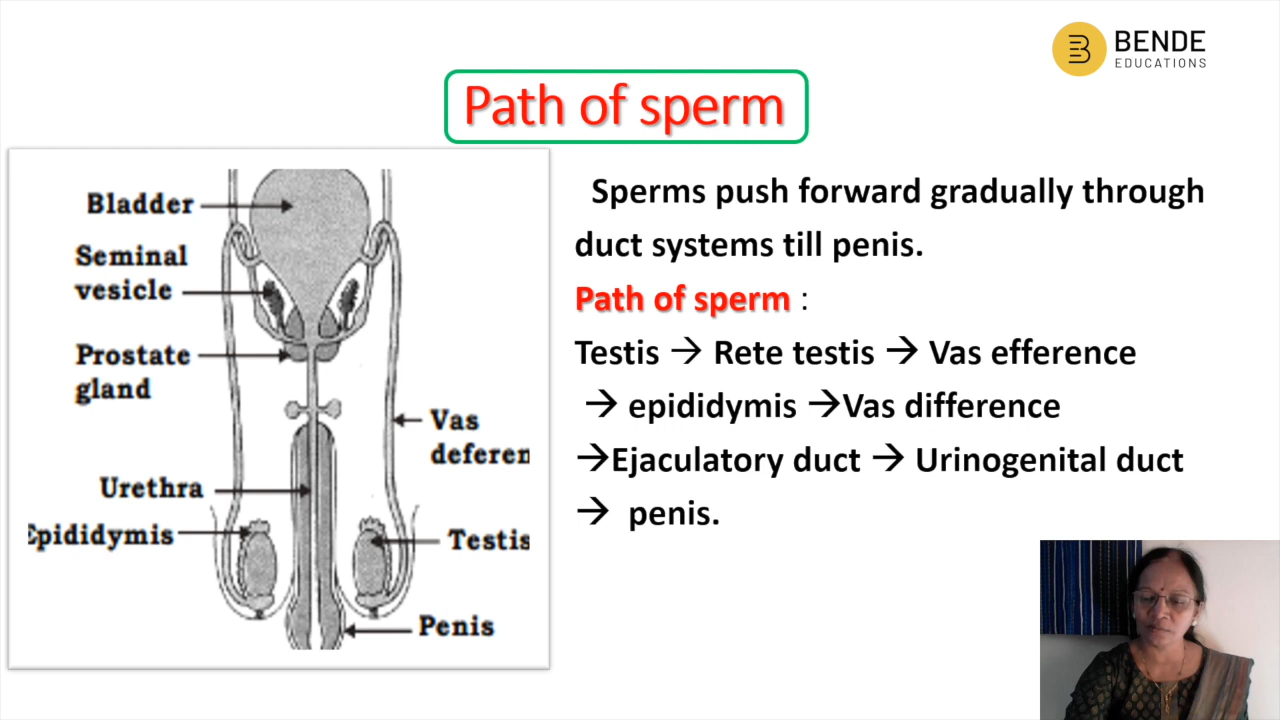 BENDE
EDUCATIONS
Path of sperm
Bladder
Seminal
vesicle
Prostate
gland
Vas
deferen
Urethra
Epididymis
Testis
Penis
Sperms push forward gradually through
duct systems till penis.
Path of sperm :
Testis → Rete testis → Vas efference
→ epididymis →Vas difference
→Ejaculatory duct → Urinogenital duct
→ penis.